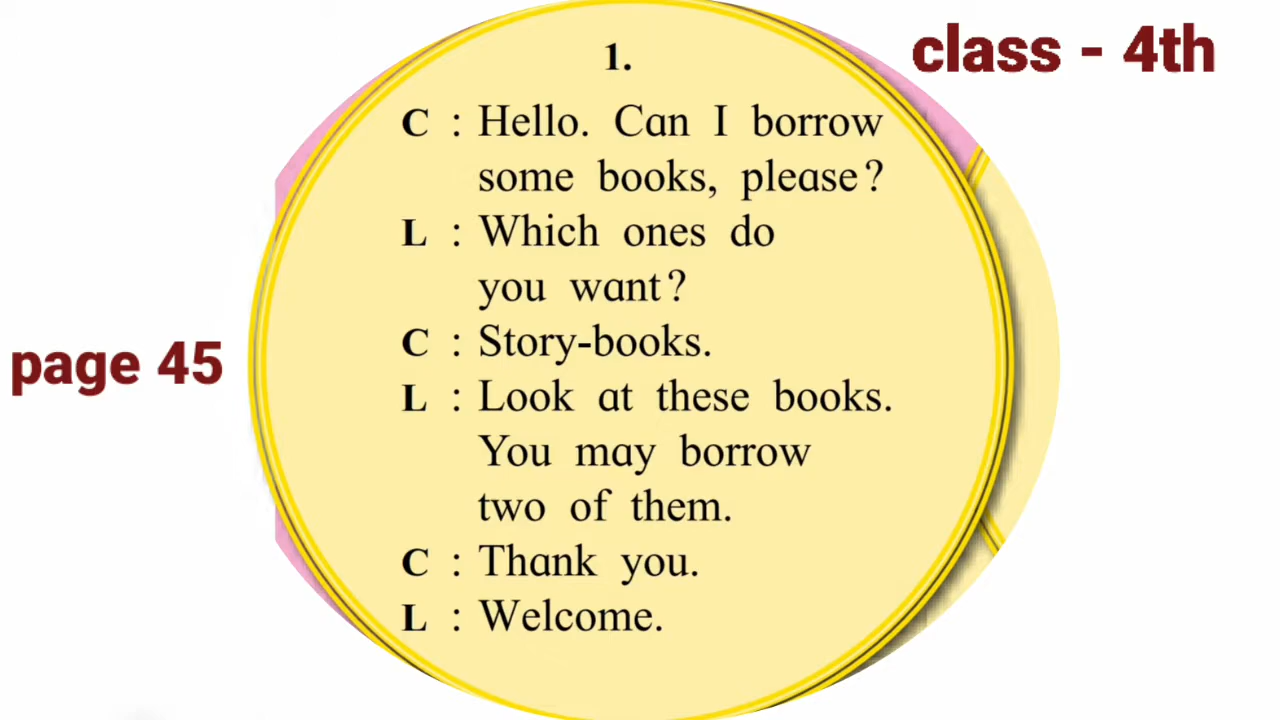 class - 4th
1.
C : Hello. Can I borrow
some books, please?
L : Which ones do
you want?
C : Story-books.
L : Look at these books.
You may borrow
two of them.
C : Thank you.
L : Welcome.
page 45